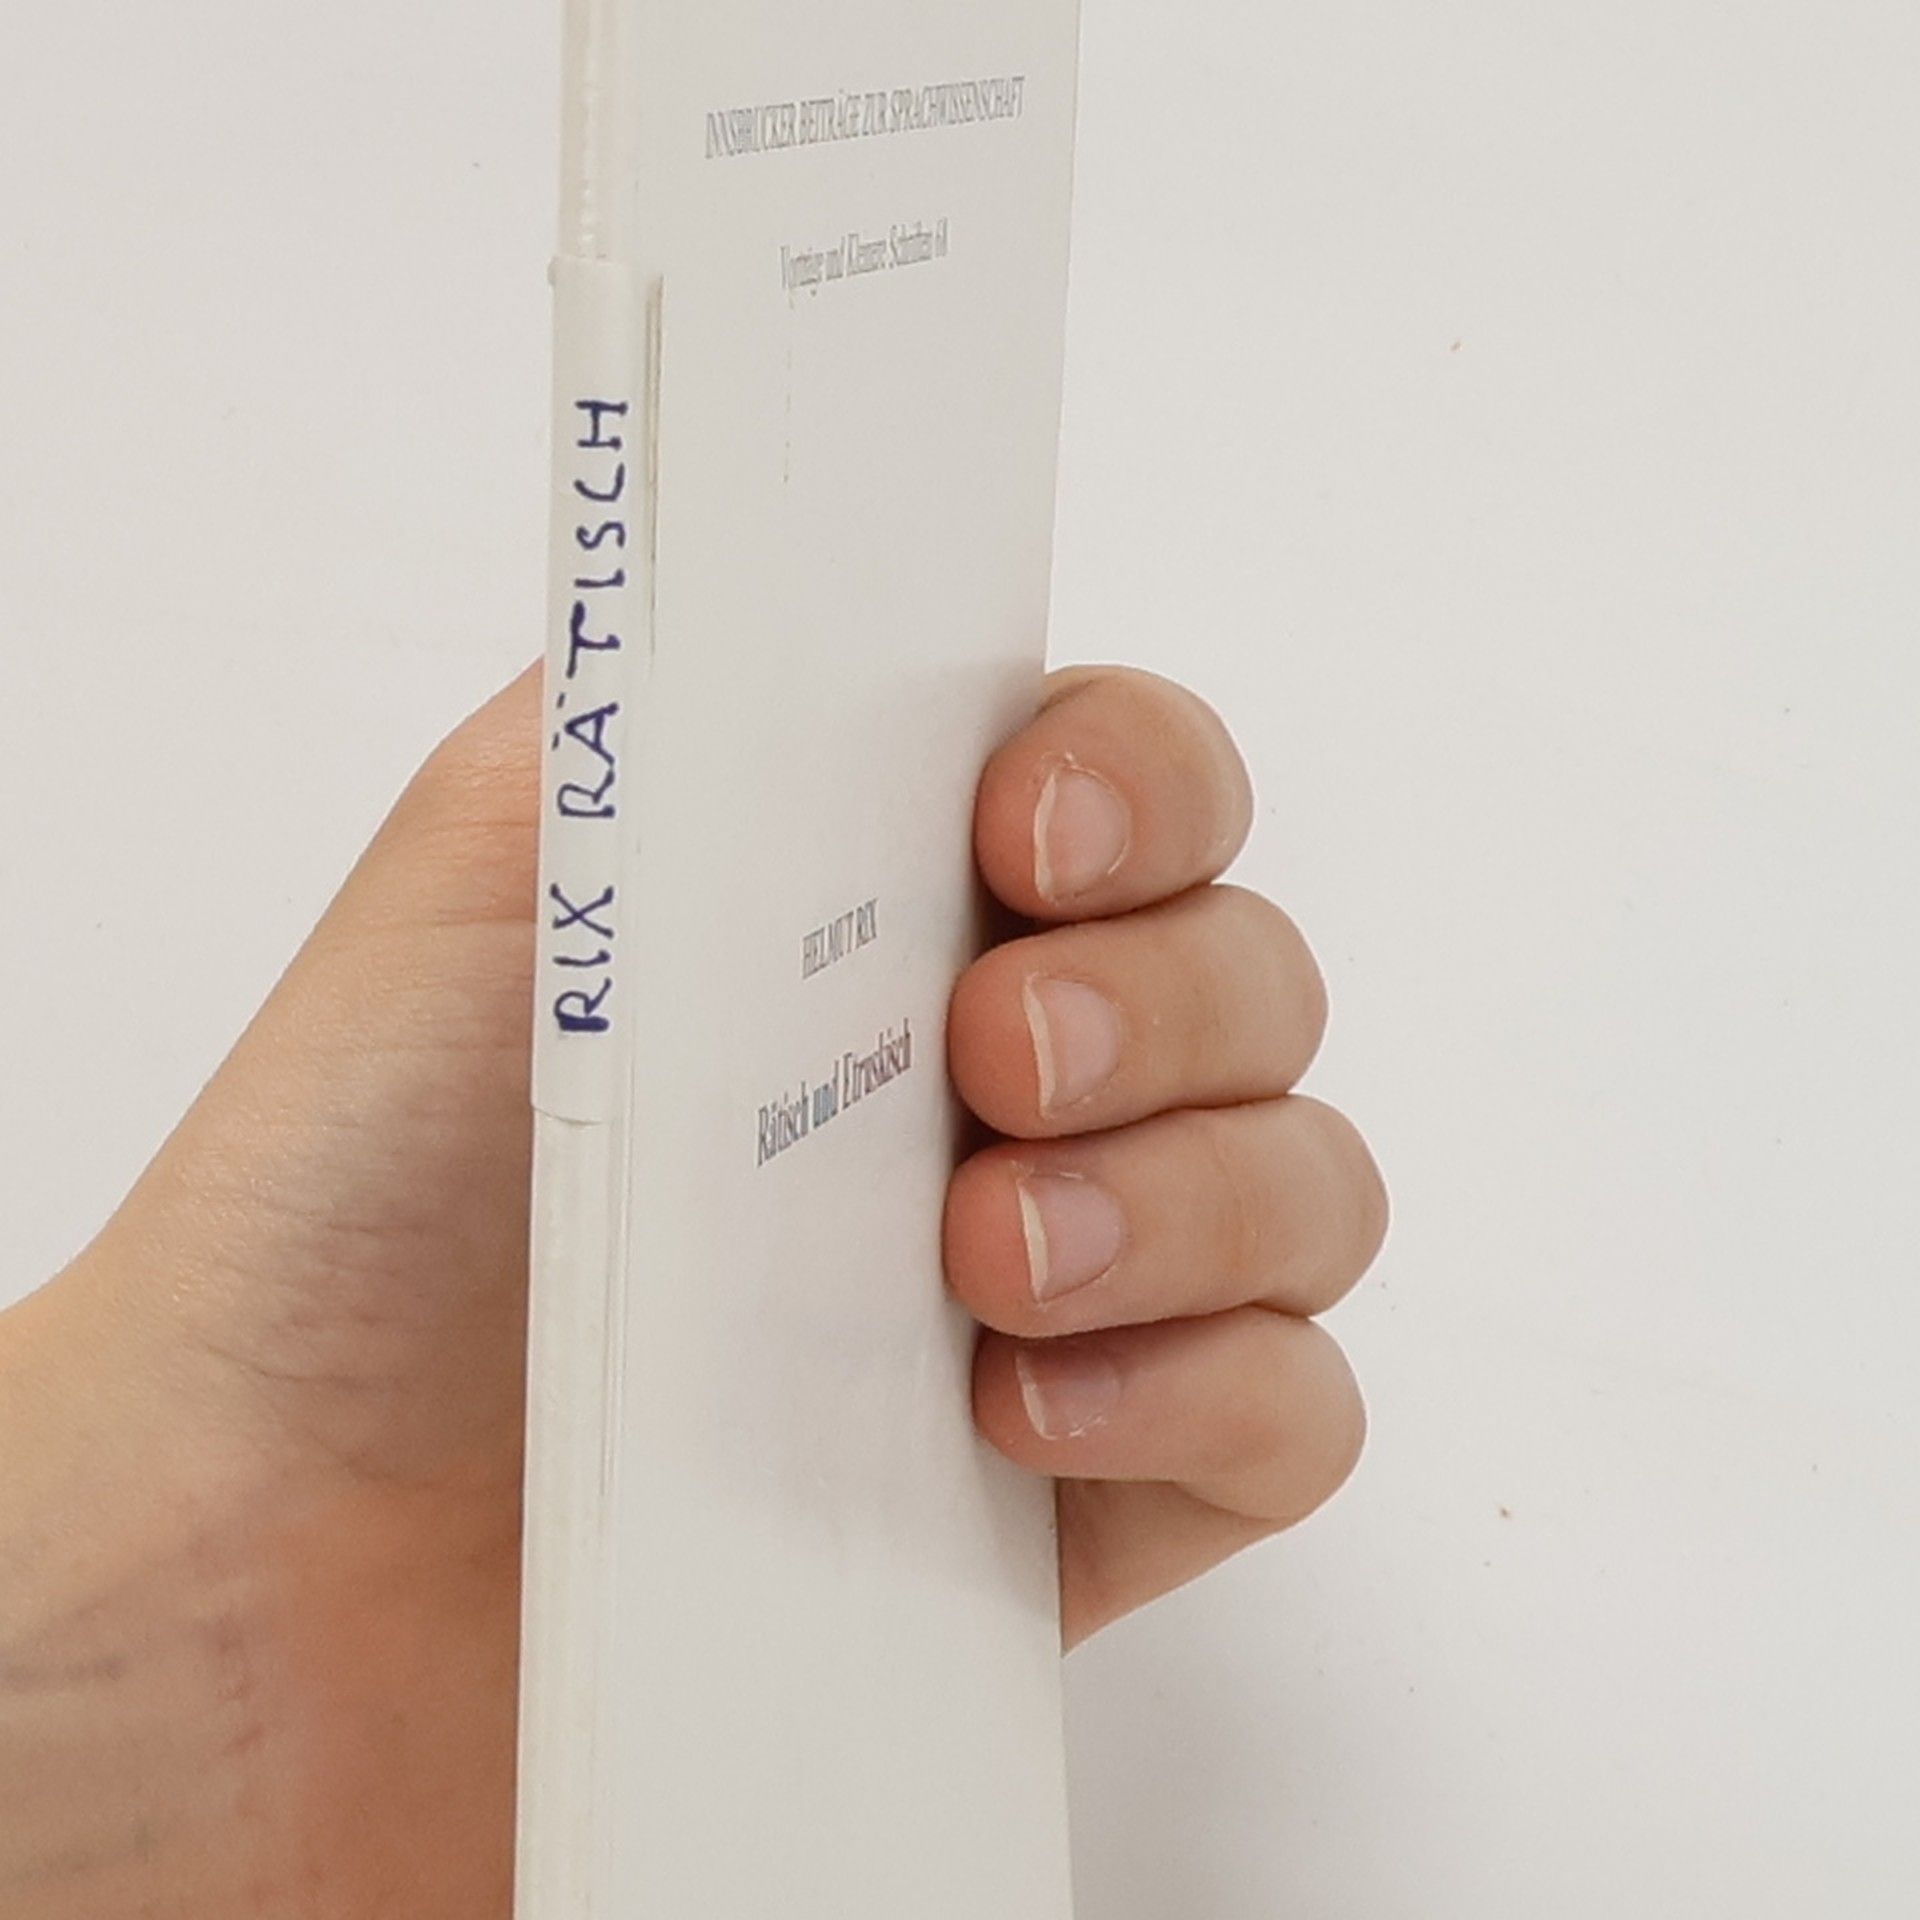 RIX RÄTISCH
INNSBRUCKER BEITRÄGE ZUR SPRACHWISSENSCHAFT
Vorträge und Kleinere Schriften 68
HELMUT RIX
Rätisch und Etruskisch